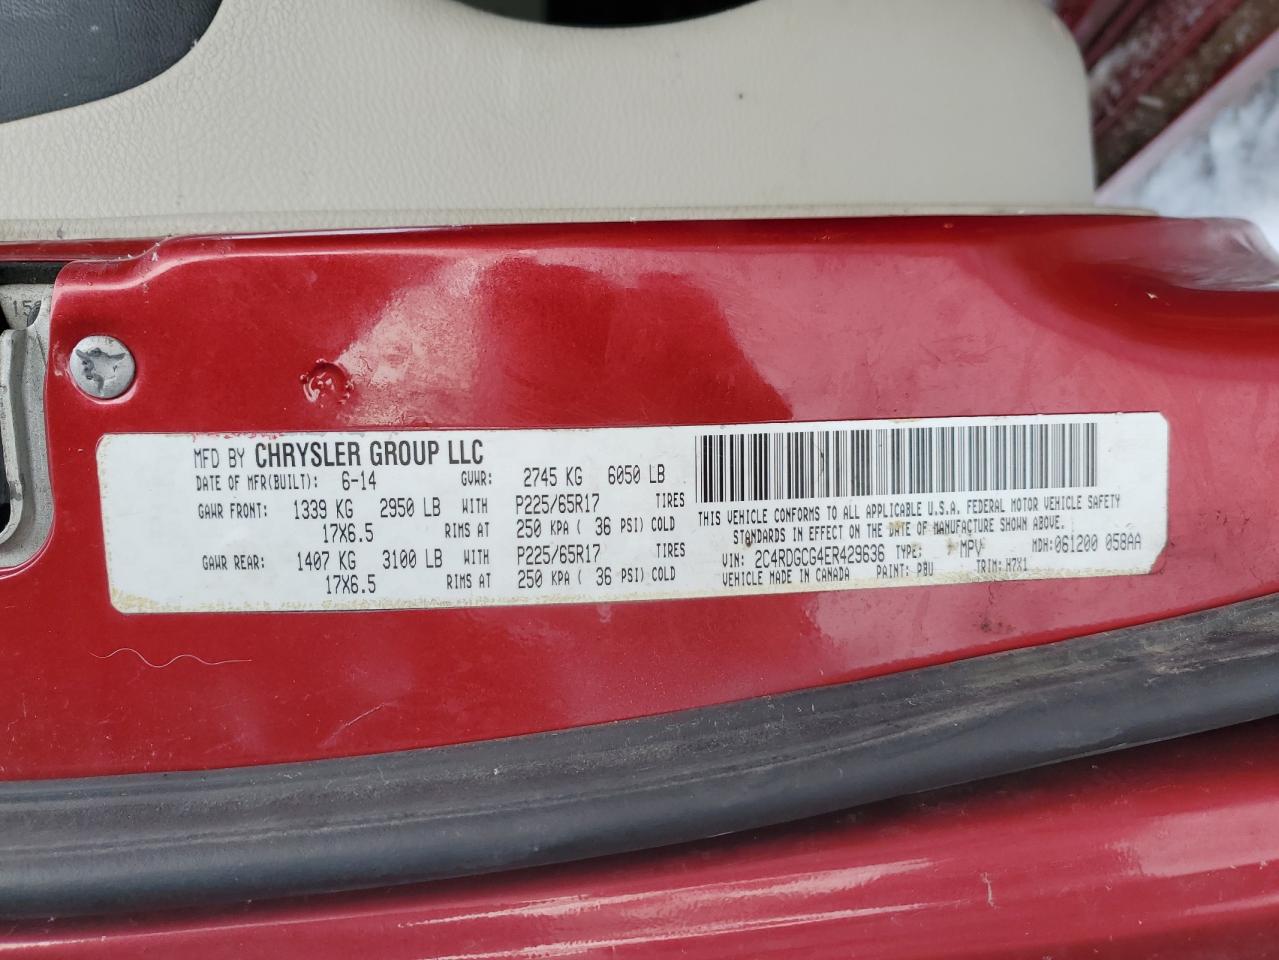 MFD BY CHRYSLER GROUP LLC
DATE OF MFR(BUILT): 6-14 GVWR: 2745 KG 6050 LB
GAWR FRONT: 1339 KG 2950 LB WITH P225/65R17 TIRES
17X6.5 RIMS AT 250 KPA ( 36 PSI) COLD
GAWR REAR: 1407 KG 3100 LB WITH P225/65R17 TIRES
17X6.5 RIMS AT 250 KPA ( 36 PSI) COLD
THIS VEHICLE CONFORMS TO ALL APPLICABLE U.S.A. FEDERAL MOTOR VEHICLE SAFETY
STANDARDS IN EFFECT ON THE DATE OF MANUFACTURE SHOWN ABOVE.
VIN: 2C4RDGCG4ER429636 TYPE: MPV MDH: 061200 058AA
VEHICLE MADE IN CANADA PAINT: PBU TRIM: H7X1